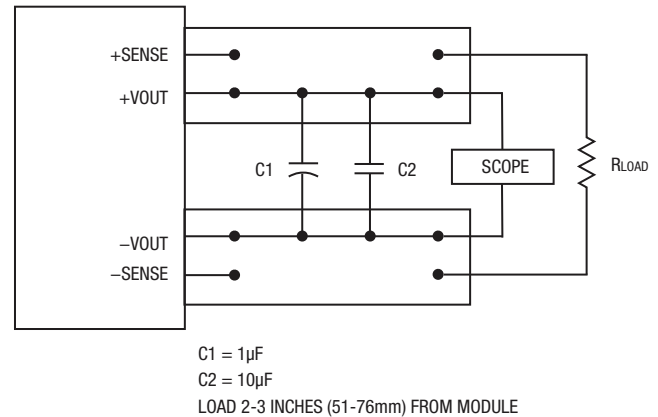 +SENSE
+VOUT
C1
C2
SCOPE
RLOAD
−VOUT
−SENSE
C1 = 1µF
C2 = 10µF
LOAD 2-3 INCHES (51-76mm) FROM MODULE